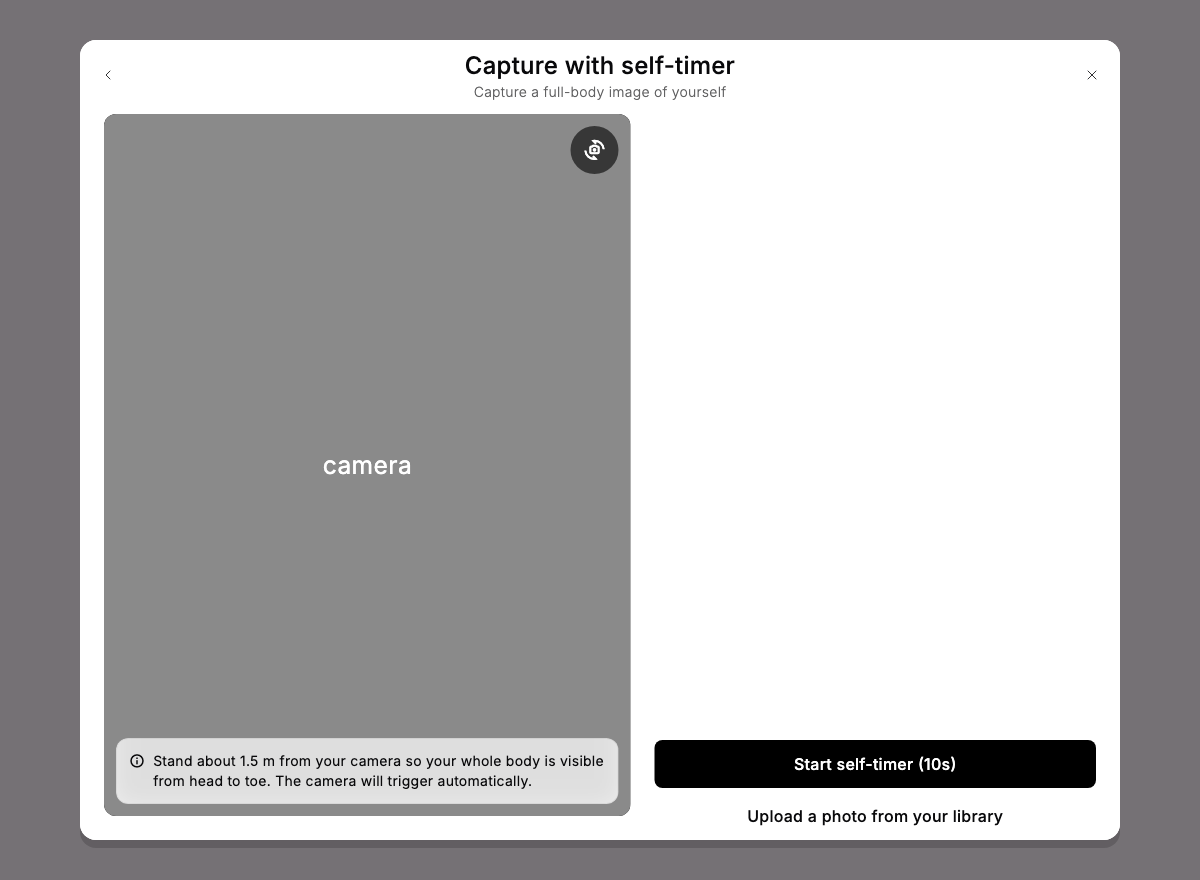 Capture with self-timer
Capture a full-body image of yourself
camera
Stand about 1.5 m from your camera so your whole body is visible
from head to toe. The camera will trigger automatically.
Start self-timer (10s)
Upload a photo from your library